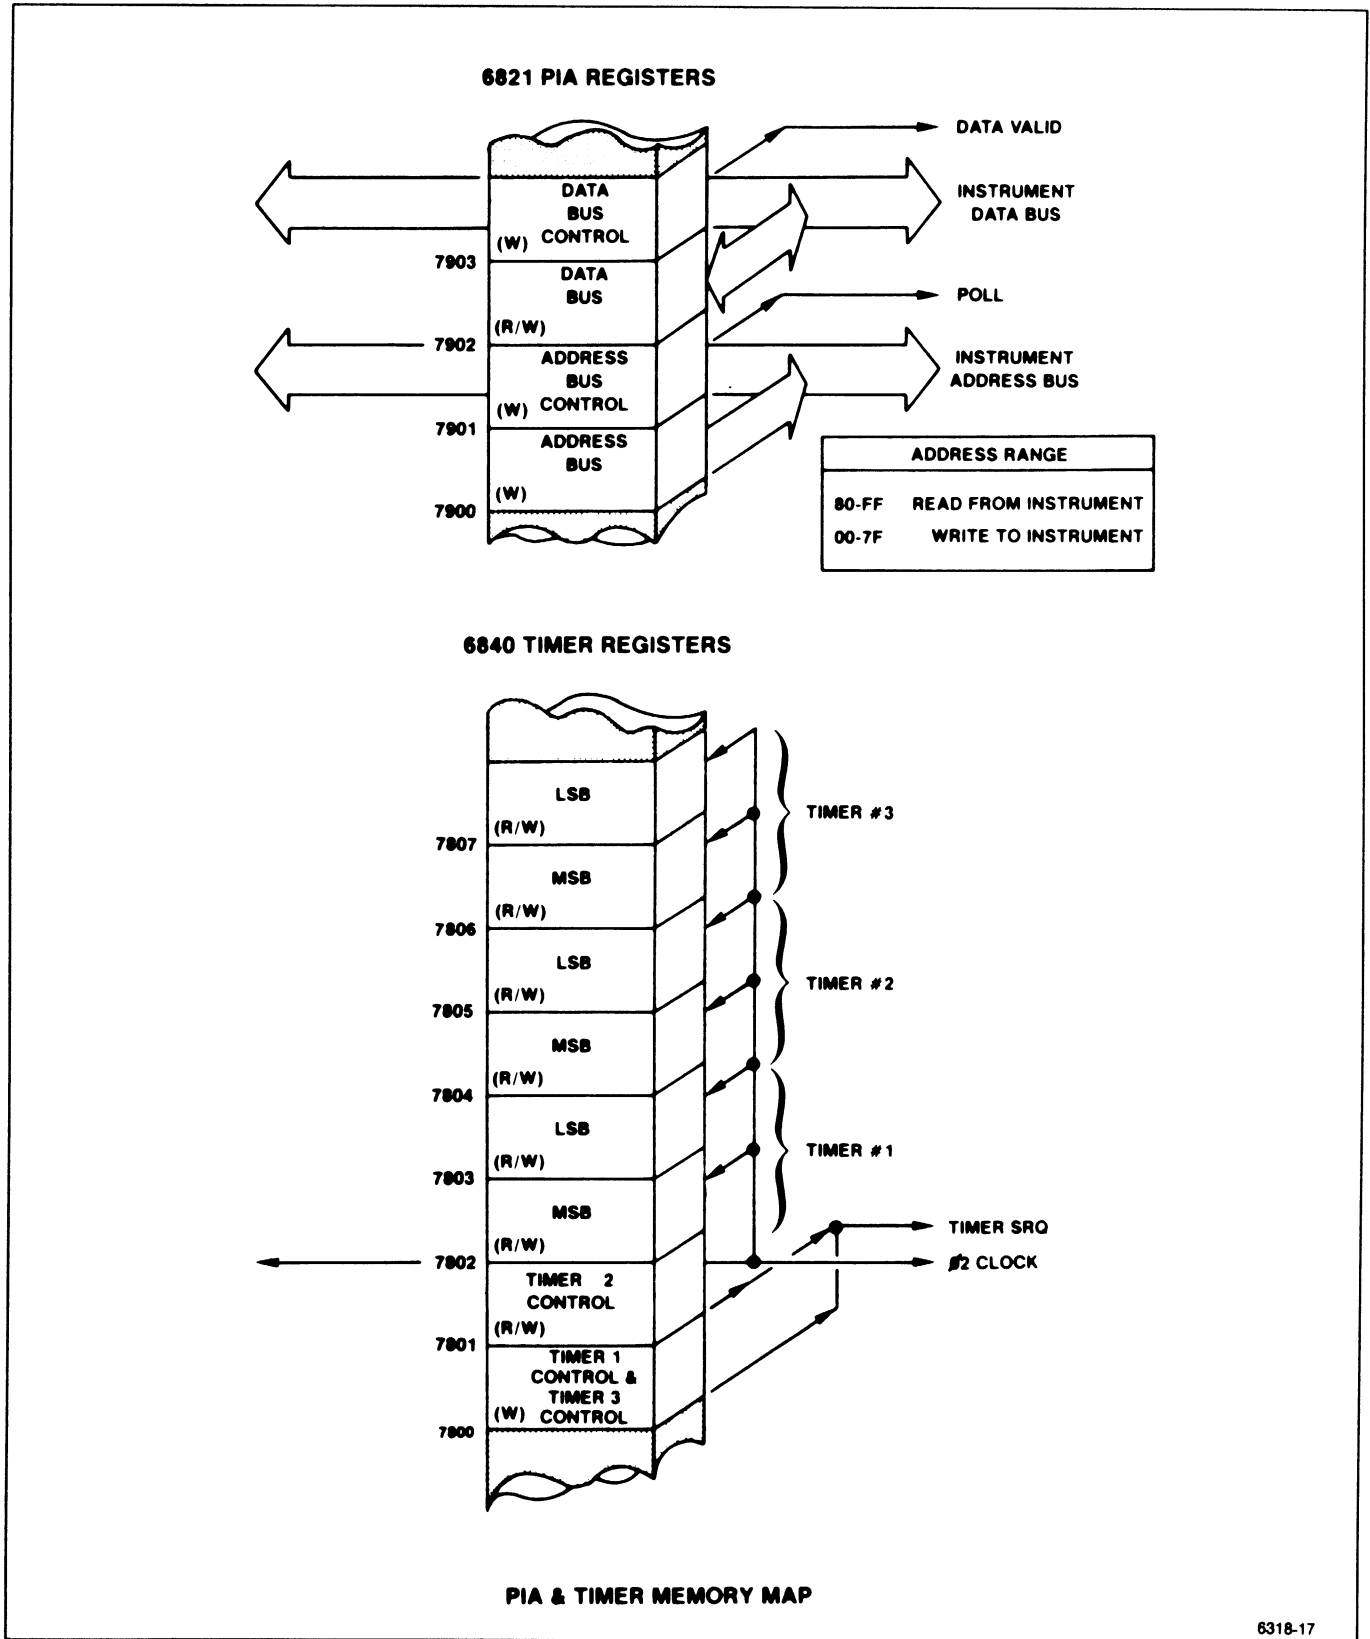 6821 PIA REGISTERS
DATA VALID
DATA
BUS
CONTROL
(W)
INSTRUMENT
DATA BUS
7903
DATA
BUS
(R/W)
POLL
7902
ADDRESS
BUS
CONTROL
(W)
INSTRUMENT
ADDRESS BUS
7901
ADDRESS
BUS
(W)
7900
ADDRESS RANGE
80-FF READ FROM INSTRUMENT
00-7F WRITE TO INSTRUMENT
6840 TIMER REGISTERS
LSB
(R/W)
TIMER #3
7807
MSB
(R/W)
7806
LSB
(R/W)
TIMER #2
7805
MSB
(R/W)
7804
LSB
(R/W)
TIMER #1
7803
MSB
(R/W)
TIMER SRQ
7802
Ø2 CLOCK
TIMER 2
CONTROL
(R/W)
7801
TIMER 1
CONTROL &
TIMER 3
(W) CONTROL
7800
PIA & TIMER MEMORY MAP
6318-17